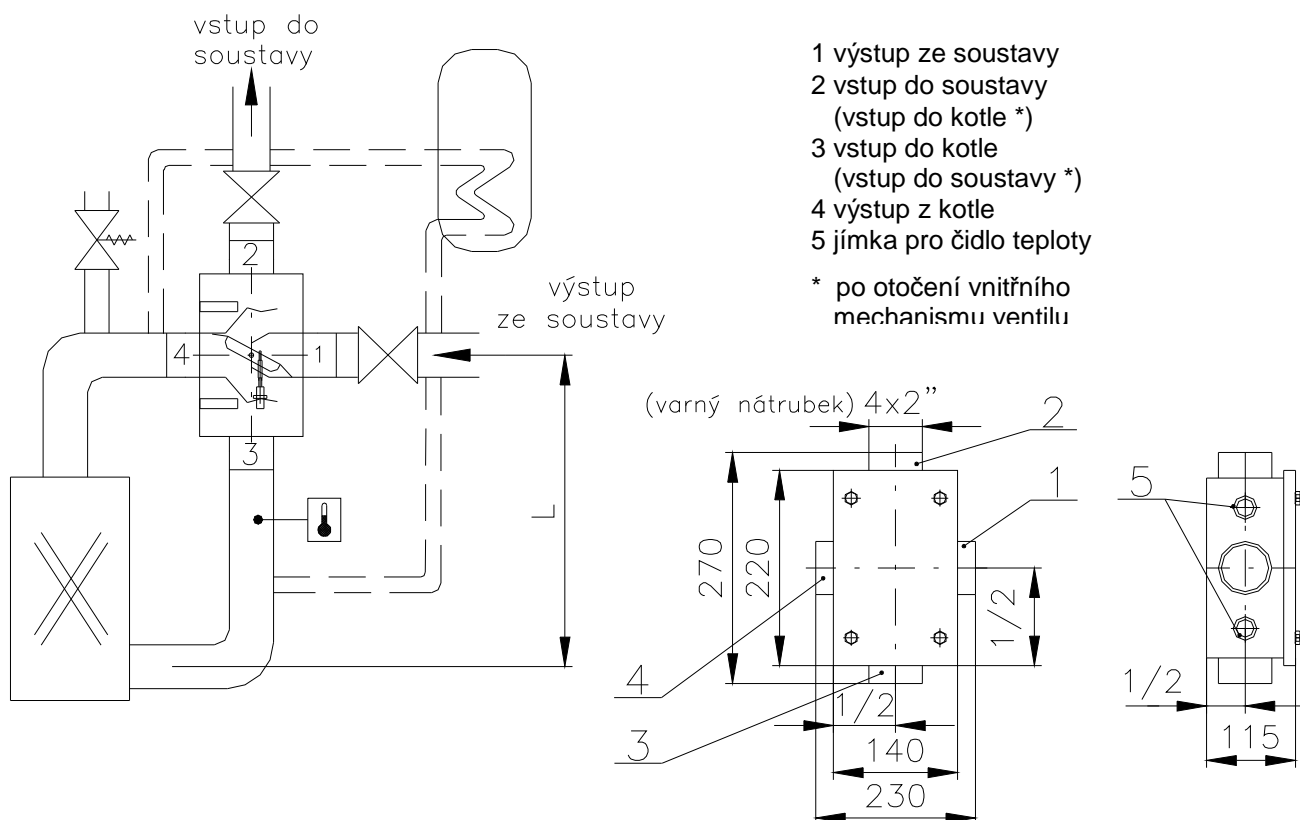 vstup do
soustavy
1 výstup ze soustavy
2 vstup do soustavy
(vstup do kotle *)
3 vstup do kotle
(vstup do soustavy *)
4 výstup z kotle
5 jímka pro čidlo teploty
* po otočení vnitřního
mechanismu ventilu
2
výstup
ze soustavy
4
1
3
L
(varný nátrubek) 4x2”
2
1
5
270
220
1/2
4
3
1/2
140
230
1/2
115